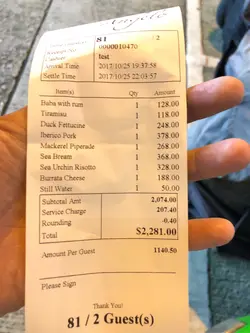 81 / 2
0000010470
Cashier test
Arrival Time 2017/10/25 19:37:58
Settle Time 2017/10/25 22:03:57
Item(s) Qty Amount
Baba with rum 1 128.00
Tiramisu 1 118.00
Duck Fettucine 1 248.00
Iberico Pork 1 378.00
Mackerel Piperade 1 268.00
Sea Bream 1 368.00
Sea Urchin Risotto 1 328.00
Burrata Cheese 1 188.00
Still Water 1 50.00
Subtotal Amt 2,074.00
Service Charge 207.40
Rounding -0.40
Total $2,281.00
Amount Per Guest 1140.50
Please Sign
Thank You!
81 / 2 Guest(s)